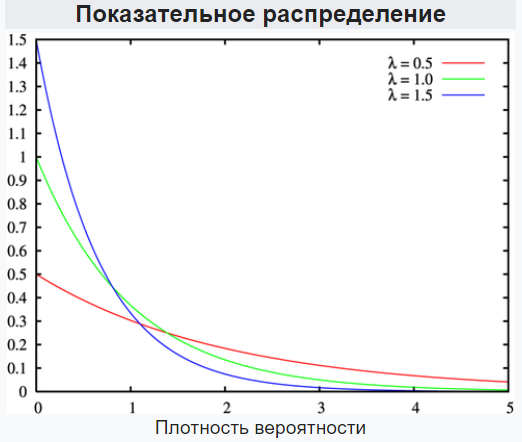 Показательное распределение
1.5
1.4
1.3
1.2
1.1
1
0.9
0.8
0.7
0.6
0.5
0.4
0.3
0.2
0.1
0
λ = 0.5
λ = 1.0
λ = 1.5
0 1 2 3 4 5
Плотность вероятности